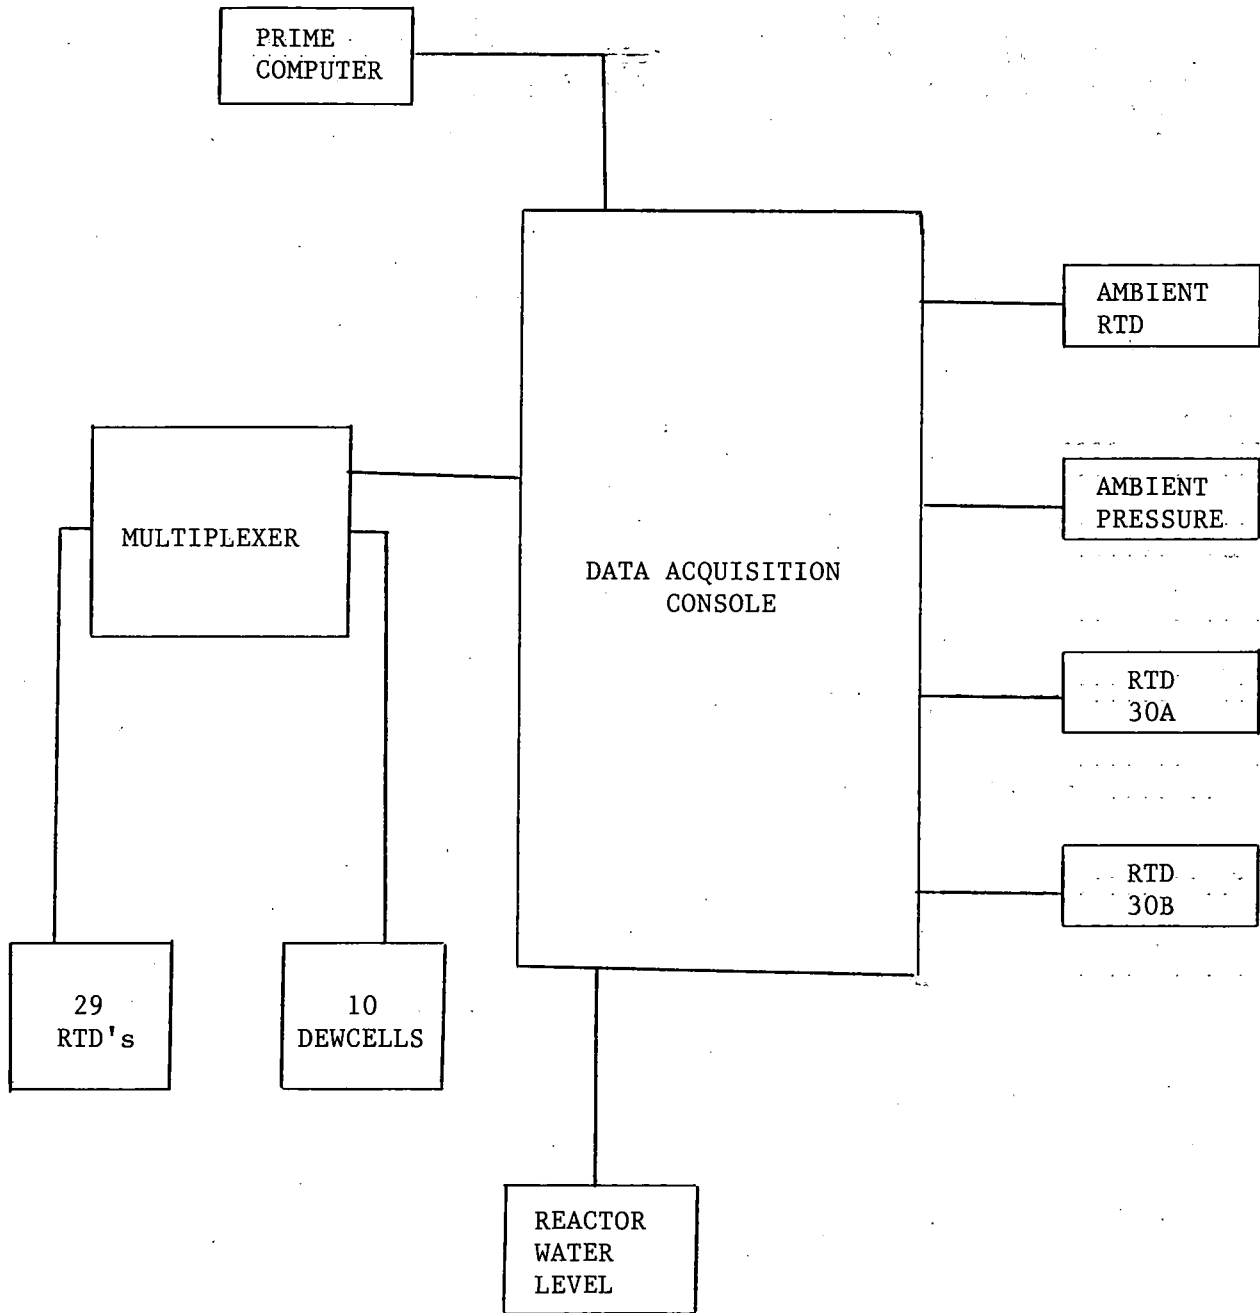 PRIME
COMPUTER
AMBIENT
RTD
AMBIENT
PRESSURE
MULTIPLEXER
DATA ACQUISITION
CONSOLE
RTD
30A
RTD
30B
29
RTD's
10
DEWCELLS
REACTOR
WATER
LEVEL